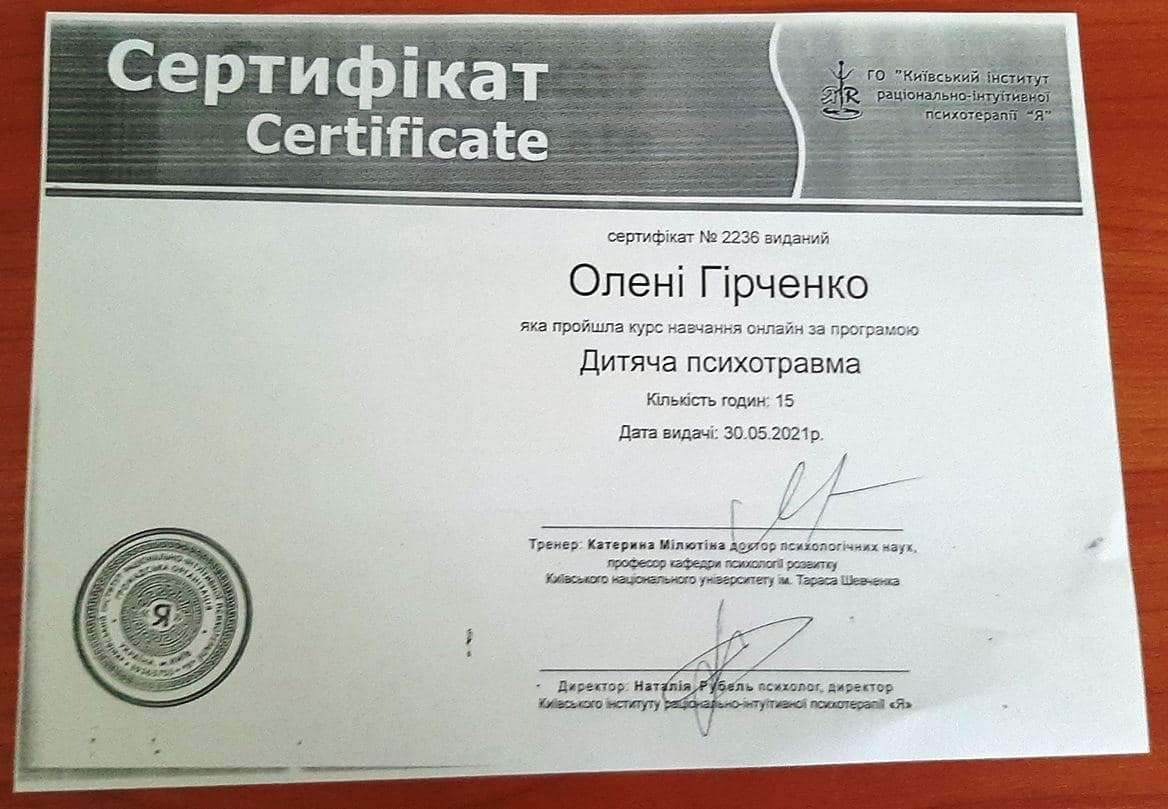 Сертифікат
Certificate
ГО "Київський інститут
раціонально-інтуїтивної
психотерапії "Я"
сертифікат № 2236 виданий
Олені Гірченко
яка пройшла курс навчання онлайн за програмою
Дитяча психотравма
Кількість годин: 15
Дата видачі: 30.05.2021р.
Тренер: Катерина Мілютіна доктор психологічних наук,
професор кафедри психології розвитку
Київського національного університету ім. Тараса Шевченка
Я
Директор: Наталія Рубель психолог, директор
Київського інституту раціонально-інтуїтивної психотерапії «Я»